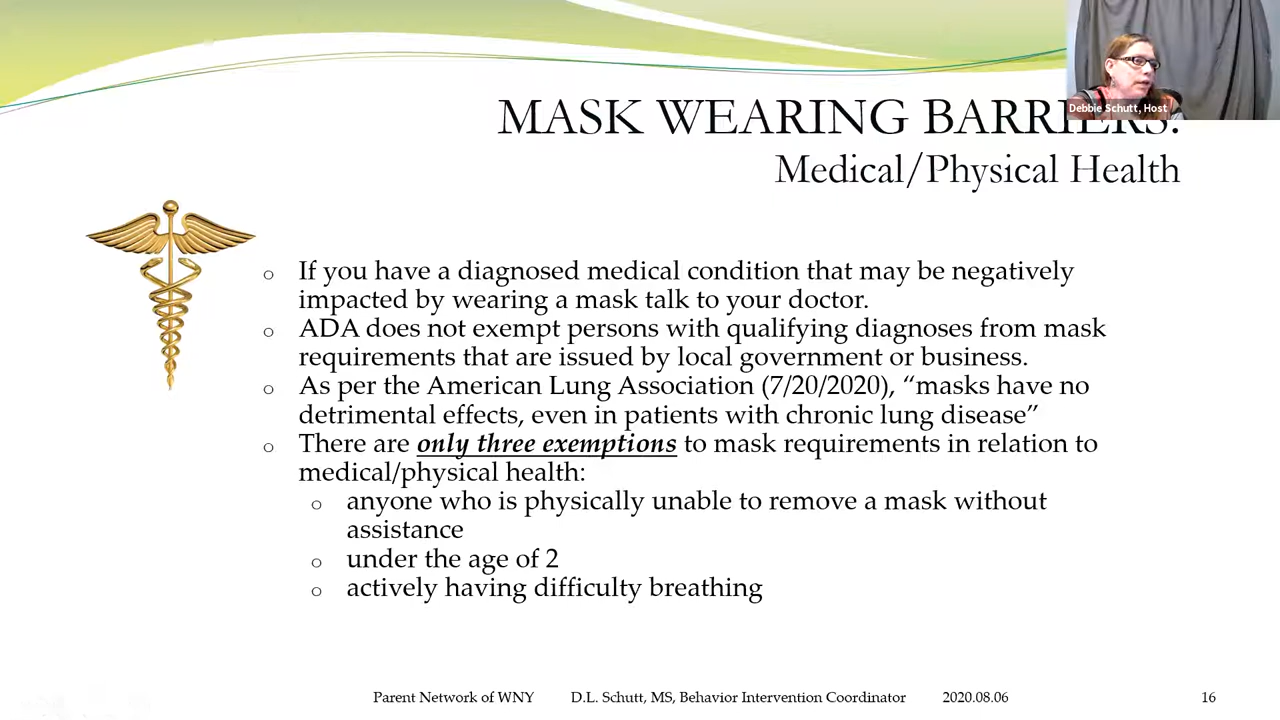 Debbie Schutt, Host
MASK WEARING BARRIERS:
Medical/Physical Health
o If you have a diagnosed medical condition that may be negatively
impacted by wearing a mask talk to your doctor.
o ADA does not exempt persons with qualifying diagnoses from mask
requirements that are issued by local government or business.
o As per the American Lung Association (7/20/2020), “masks have no
detrimental effects, even in patients with chronic lung disease”
o There are only three exemptions to mask requirements in relation to
medical/physical health:
o anyone who is physically unable to remove a mask without
assistance
o under the age of 2
o actively having difficulty breathing
Parent Network of WNY D.L. Schutt, MS, Behavior Intervention Coordinator 2020.08.06 16